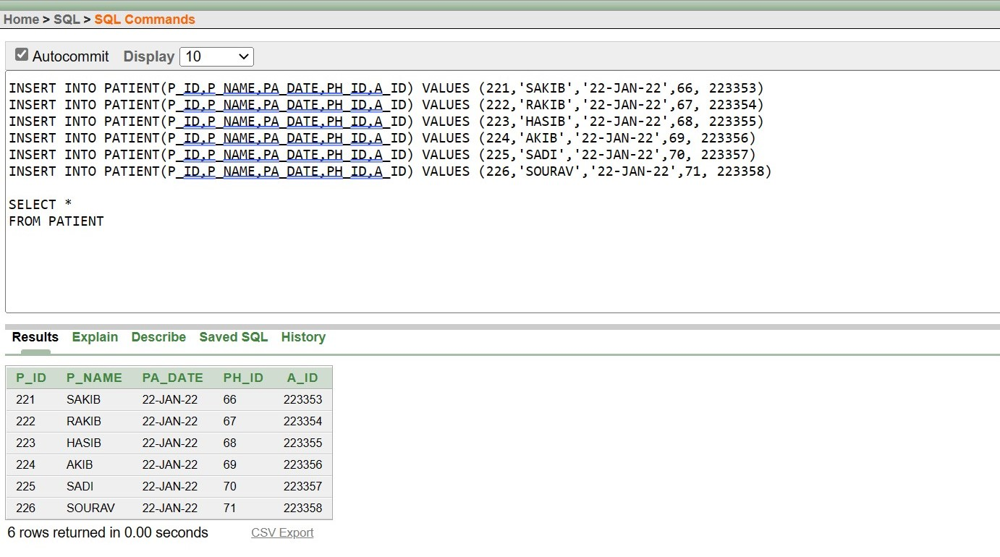 Home > SQL > SQL Commands
Autocommit Display 10
INSERT INTO PATIENT(P_ID,P_NAME,PA_DATE,PH_ID,A_ID) VALUES (221,'SAKIB','22-JAN-22',66, 223353)
INSERT INTO PATIENT(P_ID,P_NAME,PA_DATE,PH_ID,A_ID) VALUES (222,'RAKIB','22-JAN-22',67, 223354)
INSERT INTO PATIENT(P_ID,P_NAME,PA_DATE,PH_ID,A_ID) VALUES (223,'HASIB','22-JAN-22',68, 223355)
INSERT INTO PATIENT(P_ID,P_NAME,PA_DATE,PH_ID,A_ID) VALUES (224,'AKIB','22-JAN-22',69, 223356)
INSERT INTO PATIENT(P_ID,P_NAME,PA_DATE,PH_ID,A_ID) VALUES (225,'SADI','22-JAN-22',70, 223357)
INSERT INTO PATIENT(P_ID,P_NAME,PA_DATE,PH_ID,A_ID) VALUES (226,'SOURAV','22-JAN-22',71, 223358)
SELECT *
FROM PATIENT
Results Explain Describe Saved SQL History
P_ID P_NAME PA_DATE PH_ID A_ID
221 SAKIB 22-JAN-22 66 223353
222 RAKIB 22-JAN-22 67 223354
223 HASIB 22-JAN-22 68 223355
224 AKIB 22-JAN-22 69 223356
225 SADI 22-JAN-22 70 223357
226 SOURAV 22-JAN-22 71 223358
6 rows returned in 0.00 seconds CSV Export